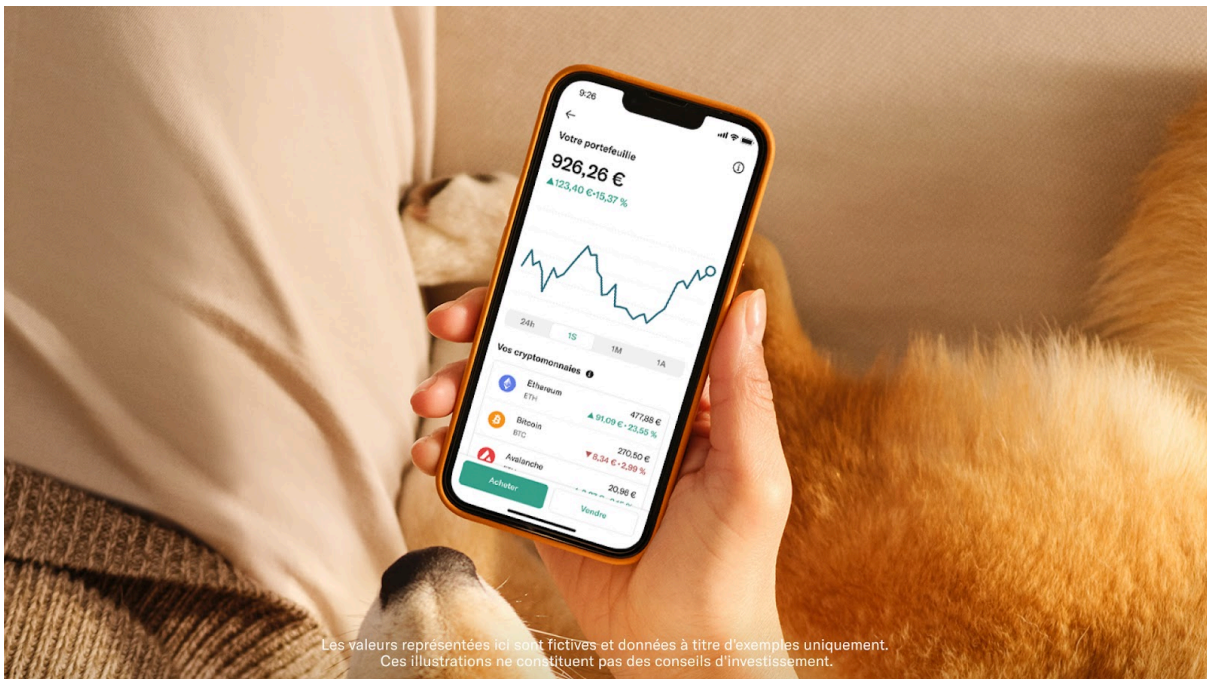 9:26
Votre portefeuille
926,26 €
▲123,40 €•15,37 %
24h 1S 1M 1A
Vos cryptomonnaies
Ethereum 477,88 €
ETH ▲ 91,09 € • 23,55 %
Bitcoin 270,50 €
BTC ▼ 8,34 € • 2,99 %
Avalanche 20,96 €
Acheter Vendre
Les valeurs représentées ici sont fictives et données à titre d'exemples uniquement.
Ces illustrations ne constituent pas des conseils d'investissement.